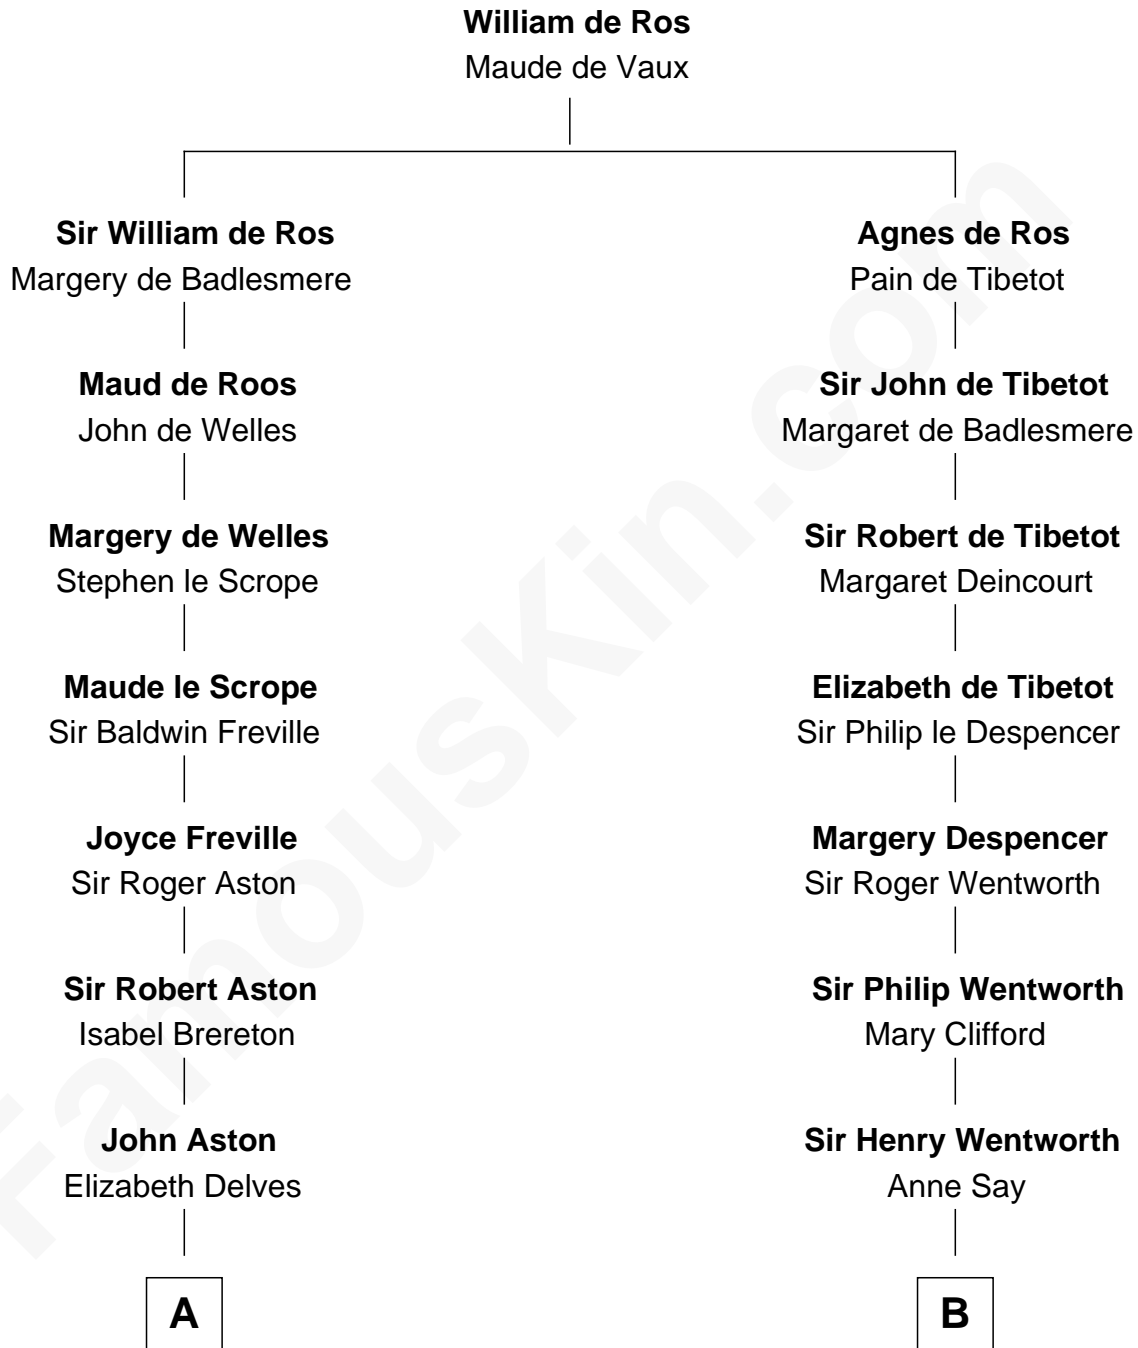 William de Ros
Maude de Vaux
Sir William de Ros
Margery de Badlesmere
Agnes de Ros
Pain de Tibetot
Maud de Roos
John de Welles
Sir John de Tibetot
Margaret de Badlesmere
Margery de Welles
Stephen le Scrope
Sir Robert de Tibetot
Margaret Deincourt
Maude le Scrope
Sir Baldwin Freville
Elizabeth de Tibetot
Sir Philip le Despencer
Joyce Freville
Sir Roger Aston
Margery Despencer
Sir Roger Wentworth
Sir Robert Aston
Isabel Brereton
Sir Philip Wentworth
Mary Clifford
John Aston
Elizabeth Delves
Sir Henry Wentworth
Anne Say
A
B
FamousKin.com